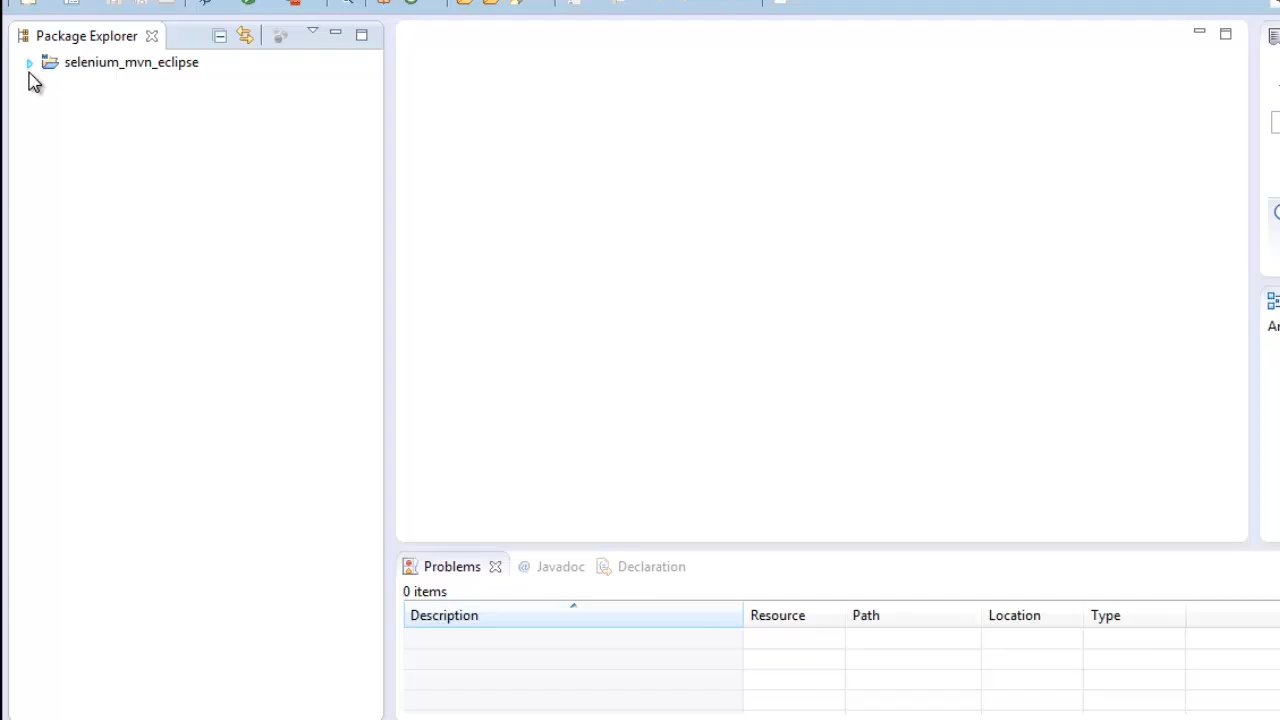 Package Explorer
selenium_mvn_eclipse
Problems
@ Javadoc
Declaration
0 items
Description
Resource
Path
Location
Type